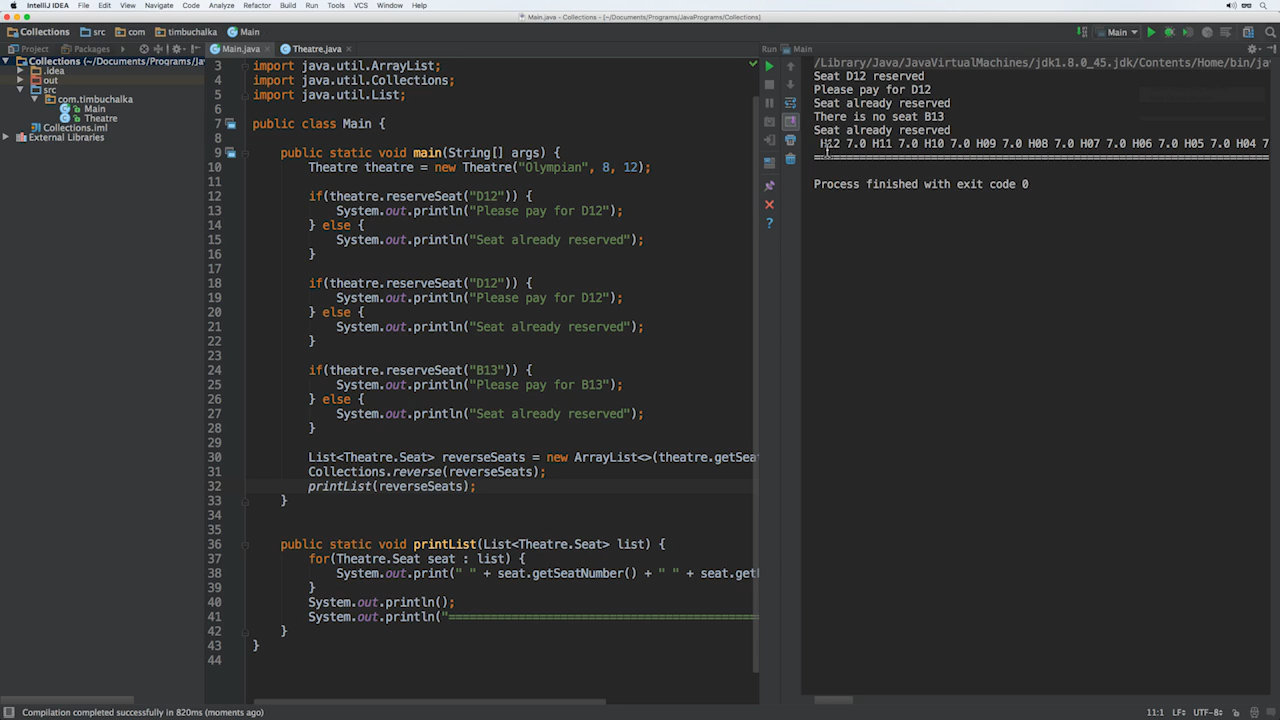 IntelliJ IDEA File Edit View Navigate Code Analyze Refactor Build Run Tools VCS Window Help
Main.java - Collections - [~/Documents/Programs/JavaPrograms/Collections]
Collections src com timbuchalka Main
Main
Project Packages
Main.java Theatre.java
Run Main
Collections (~/Documents/Programs/Ja
.idea
out
src
com.timbuchalka
Main
Theatre
Collections.iml
External Libraries
3 import java.util.ArrayList;
4 import java.util.Collections;
5 import java.util.List;
6
7 public class Main {
8
9 public static void main(String[] args) {
10 Theatre theatre = new Theatre("Olympian", 8, 12);
11
12 if(theatre.reserveSeat("D12")) {
13 System.out.println("Please pay for D12");
14 } else {
15 System.out.println("Seat already reserved");
16 }
17
18 if(theatre.reserveSeat("D12")) {
19 System.out.println("Please pay for D12");
20 } else {
21 System.out.println("Seat already reserved");
22 }
23
24 if(theatre.reserveSeat("B13")) {
25 System.out.println("Please pay for B13");
26 } else {
27 System.out.println("Seat already reserved");
28 }
29
30 List<Theatre.Seat> reverseSeats = new ArrayList<>(theatre.getSea
31 Collections.reverse(reverseSeats);
32 printList(reverseSeats);
33 }
34
35
36 public static void printList(List<Theatre.Seat> list) {
37 for(Theatre.Seat seat : list) {
38 System.out.print(" " + seat.getSeatNumber() + " " + seat.get
39 }
40 System.out.println();
41 System.out.println("============================================
42 }
43 }
44
/Library/Java/JavaVirtualMachines/jdk1.8.0_45.jdk/Contents/Home/bin/jav
Seat D12 reserved
Please pay for D12
Seat already reserved
There is no seat B13
Seat already reserved
H12 7.0 H11 7.0 H10 7.0 H09 7.0 H08 7.0 H07 7.0 H06 7.0 H05 7.0 H04 7
=================================================================
Process finished with exit code 0
Compilation completed successfully in 820ms (moments ago)
11:1 LF UTF-8